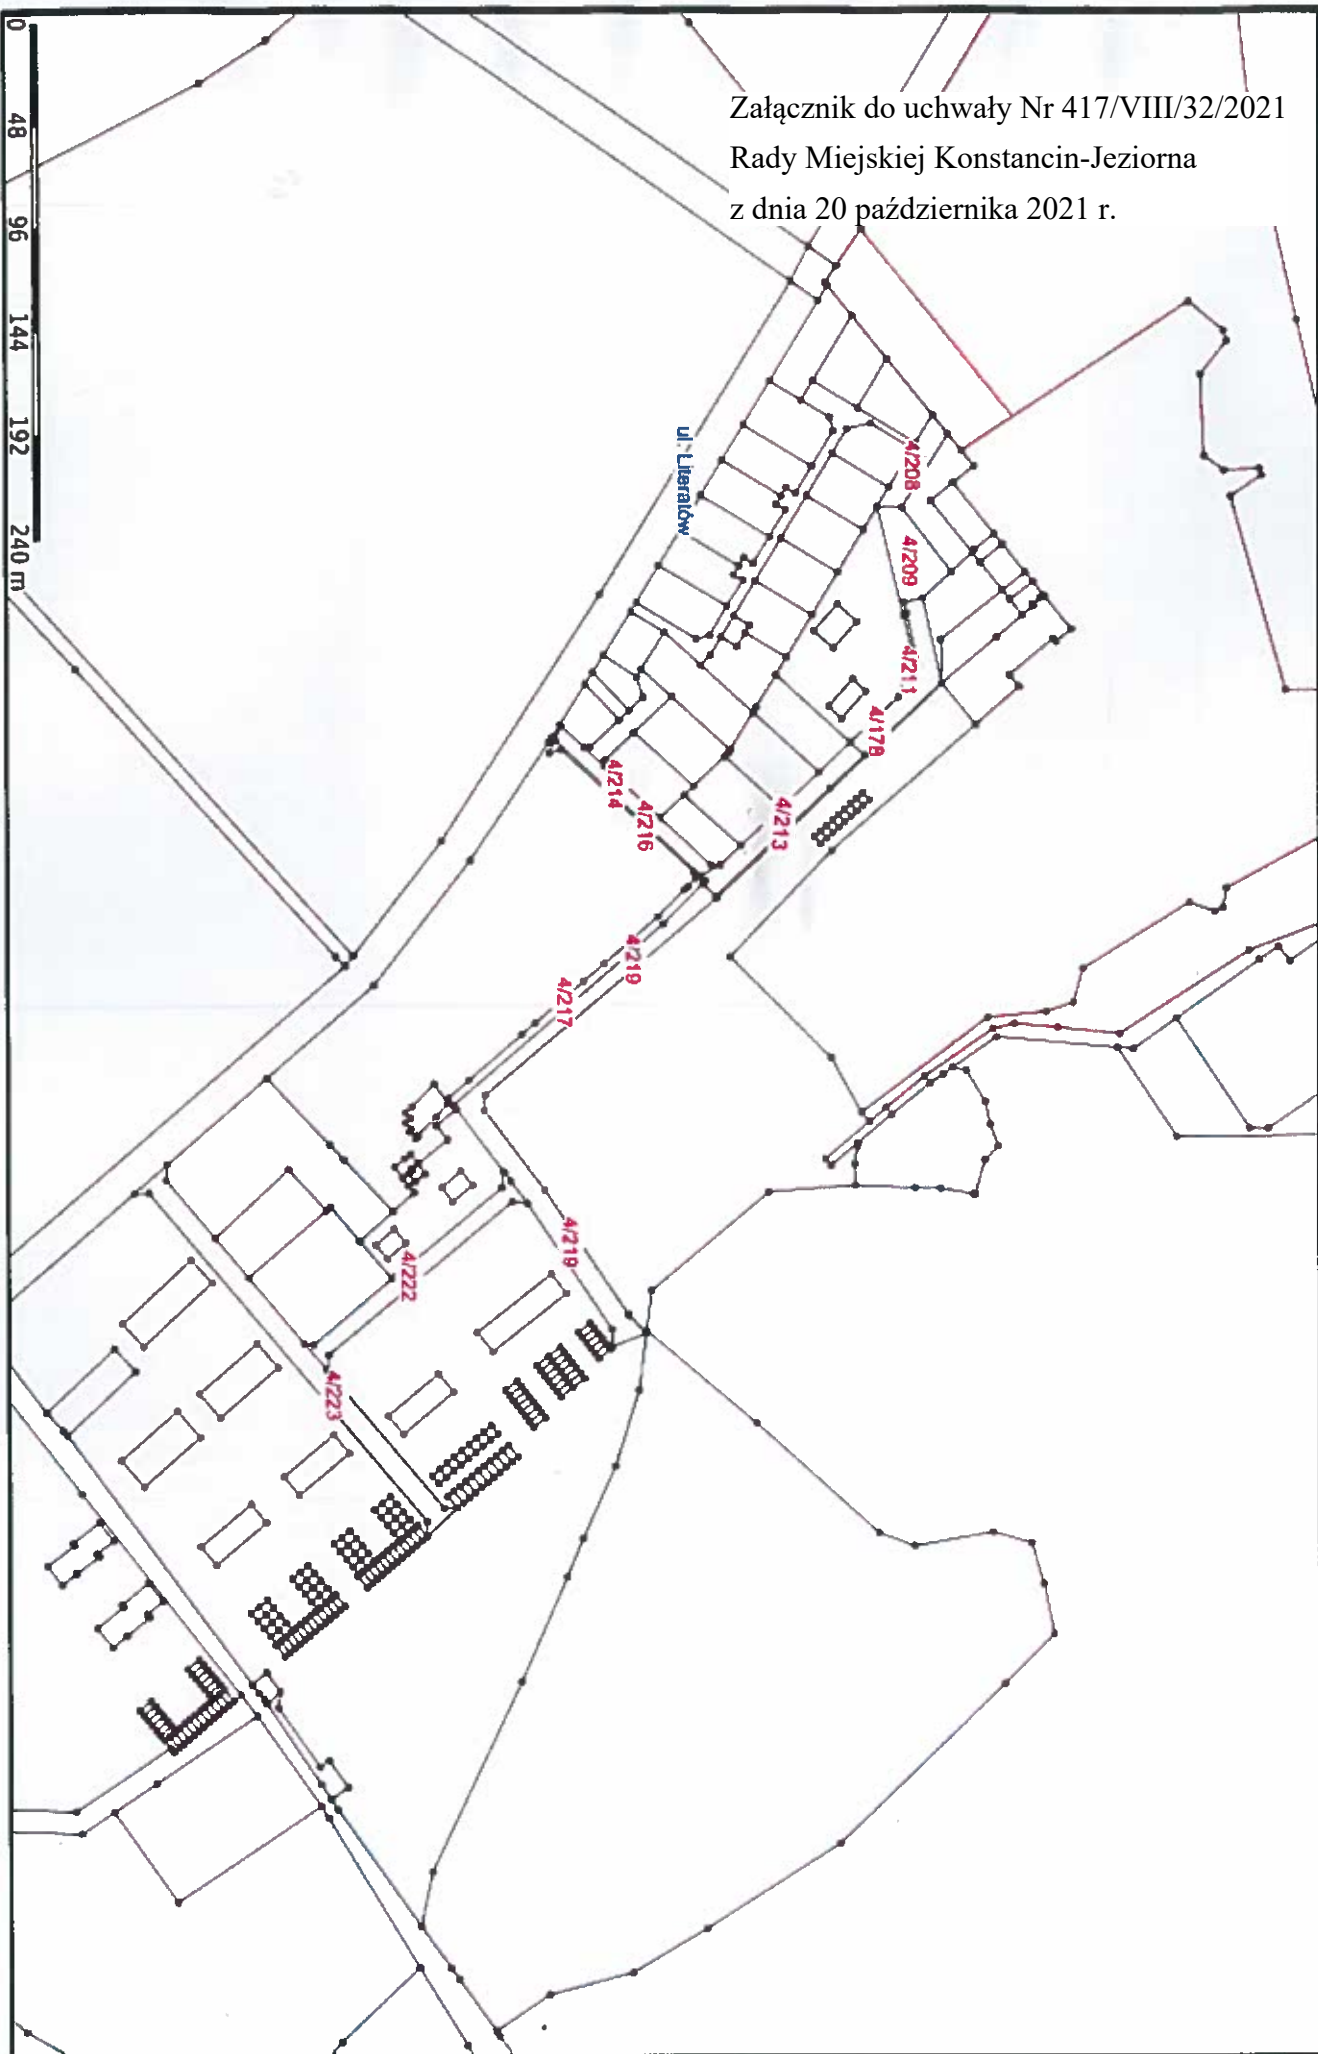 Załącznik do uchwały Nr 417/VIII/32/2021
Rady Miejskiej Konstancin-Jeziorna
z dnia 20 października 2021 r.
0 48 96 144 192 240 m
ul. Literatów
4/208
4/209
4/211
4/178
4/213
4/214
4/216
4/219
4/217
4/219
4/222
4/223